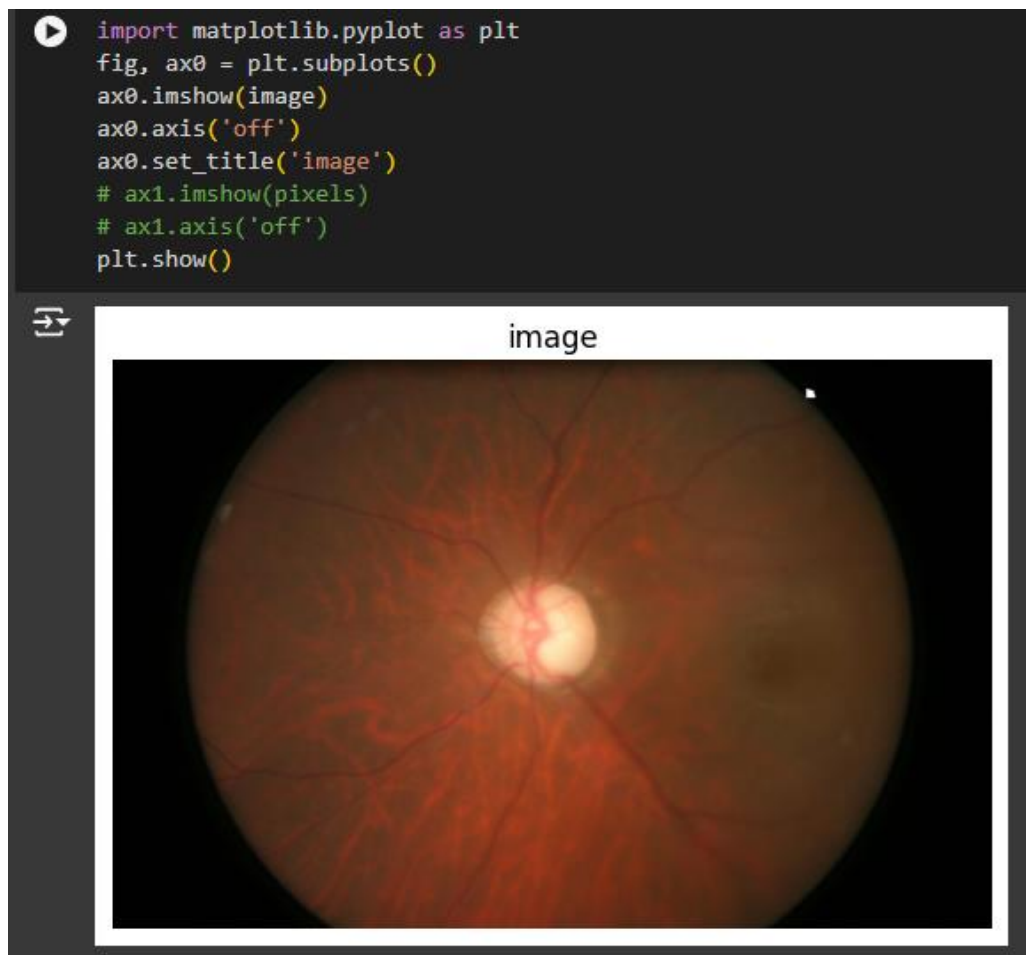 import matplotlib.pyplot as plt
fig, ax0 = plt.subplots()
ax0.imshow(image)
ax0.axis('off')
ax0.set_title('image')
# ax1.imshow(pixels)
# ax1.axis('off')
plt.show()
image